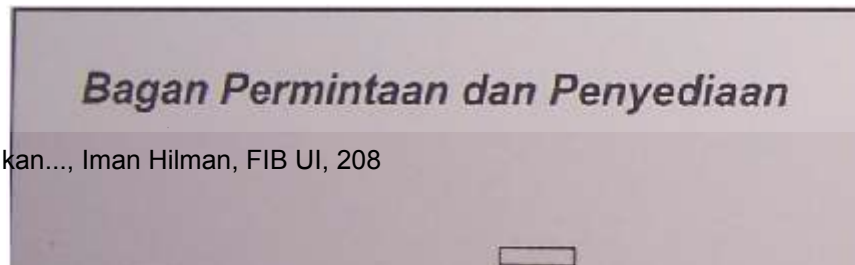 Bagan Permintaan dan Penyediaan
kan..., Iman Hilman, FIB UI, 208